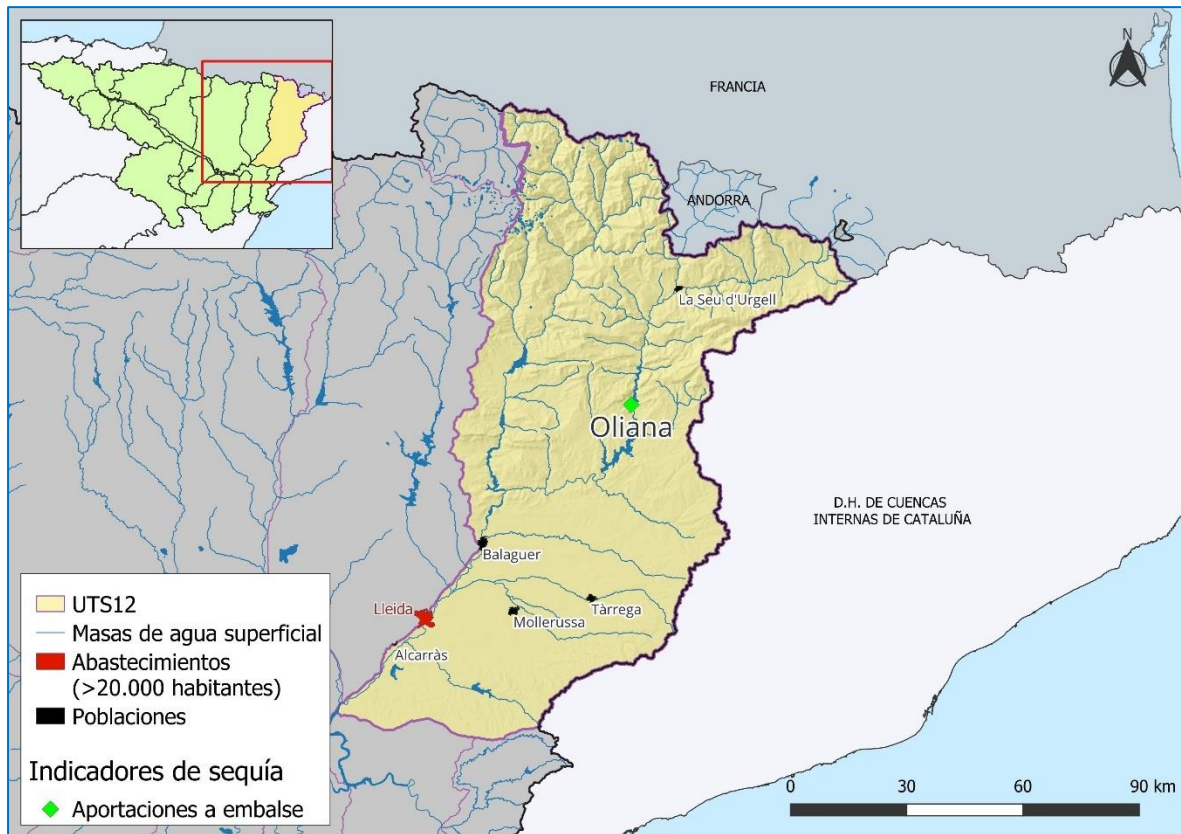 N
FRANCIA
ANDORRA
La Seu d'Urgell
Oliana
D.H. DE CUENCAS
INTERNAS DE CATALUÑA
Balaguer
Lleida
Tàrrega
Mollerussa
Alcarràs
UTS12
Masas de agua superficial
Abastecimientos
(>20.000 habitantes)
Poblaciones
Indicadores de sequía
Aportaciones a embalse
0 30 60 90 km